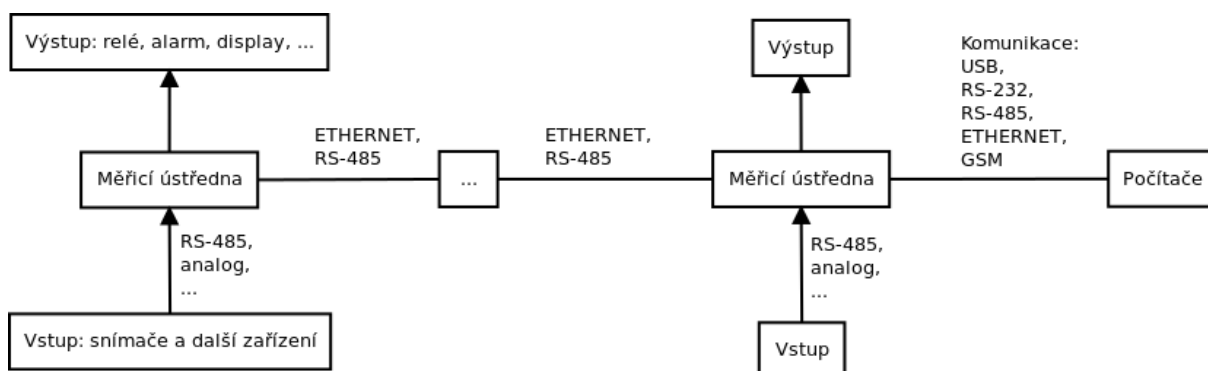 Výstup: relé, alarm, display, ...
Výstup
Komunikace:
USB,
RS-232,
RS-485,
ETHERNET,
GSM
ETHERNET,
RS-485
ETHERNET,
RS-485
Měřicí ústředna
...
Měřicí ústředna
Počítače
RS-485,
analog,
...
RS-485,
analog,
...
Vstup: snímače a další zařízení
Vstup